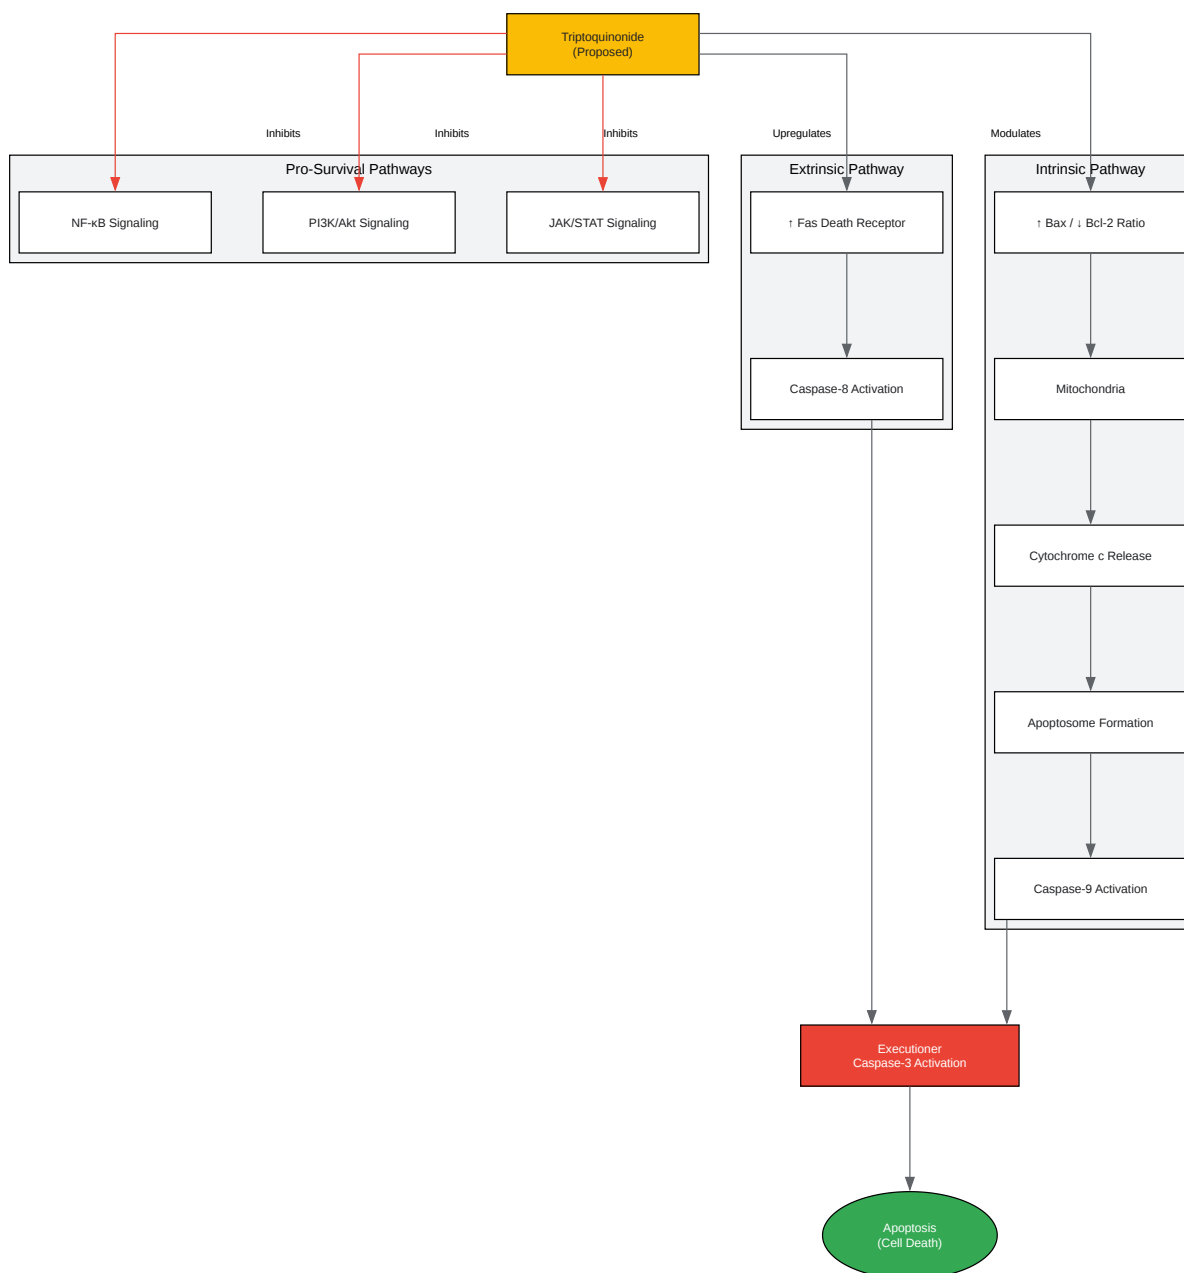 Triptoquinonide
(Proposed)
Inhibits
Inhibits
Inhibits
Upregulates
Modulates
Pro-Survival Pathways
Extrinsic Pathway
Intrinsic Pathway
NF-κB Signaling
PI3K/Akt Signaling
JAK/STAT Signaling
↑ Fas Death Receptor
↑ Bax / ↓ Bcl-2 Ratio
Caspase-8 Activation
Mitochondria
Cytochrome c Release
Apoptosome Formation
Caspase-9 Activation
Executioner
Caspase-3 Activation
Apoptosis
(Cell Death)